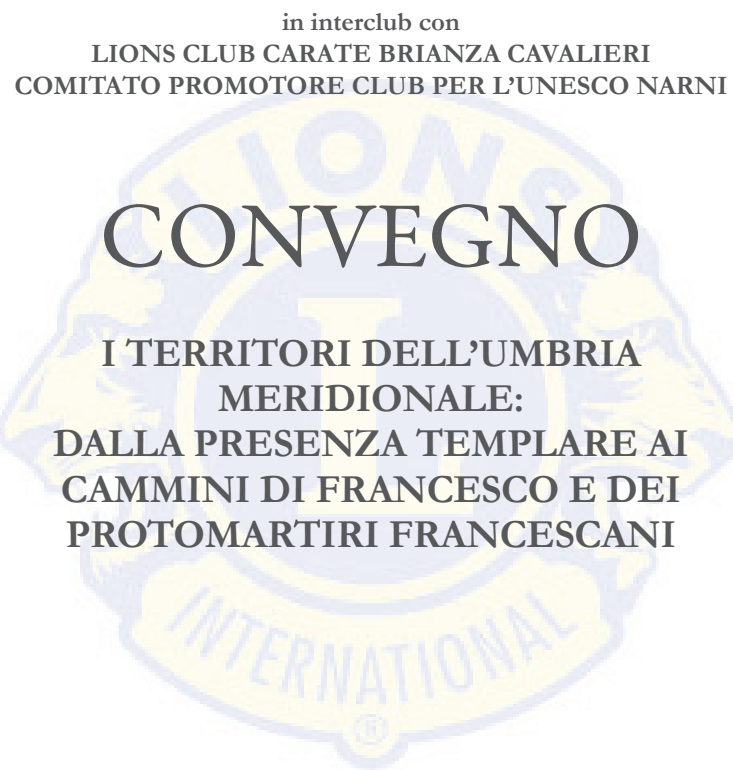 in interclub con
LIONS CLUB CARATE BRIANZA CAVALIERI
COMITATO PROMOTORE CLUB PER L’UNESCO NARNI
CONVEGNO
I TERRITORI DELL’UMBRIA
MERIDIONALE:
DALLA PRESENZA TEMPLARE AI
CAMMINI DI FRANCESCO E DEI
PROTOMARTIRI FRANCESCANI
LIONS
L
INTERNATIONAL
®